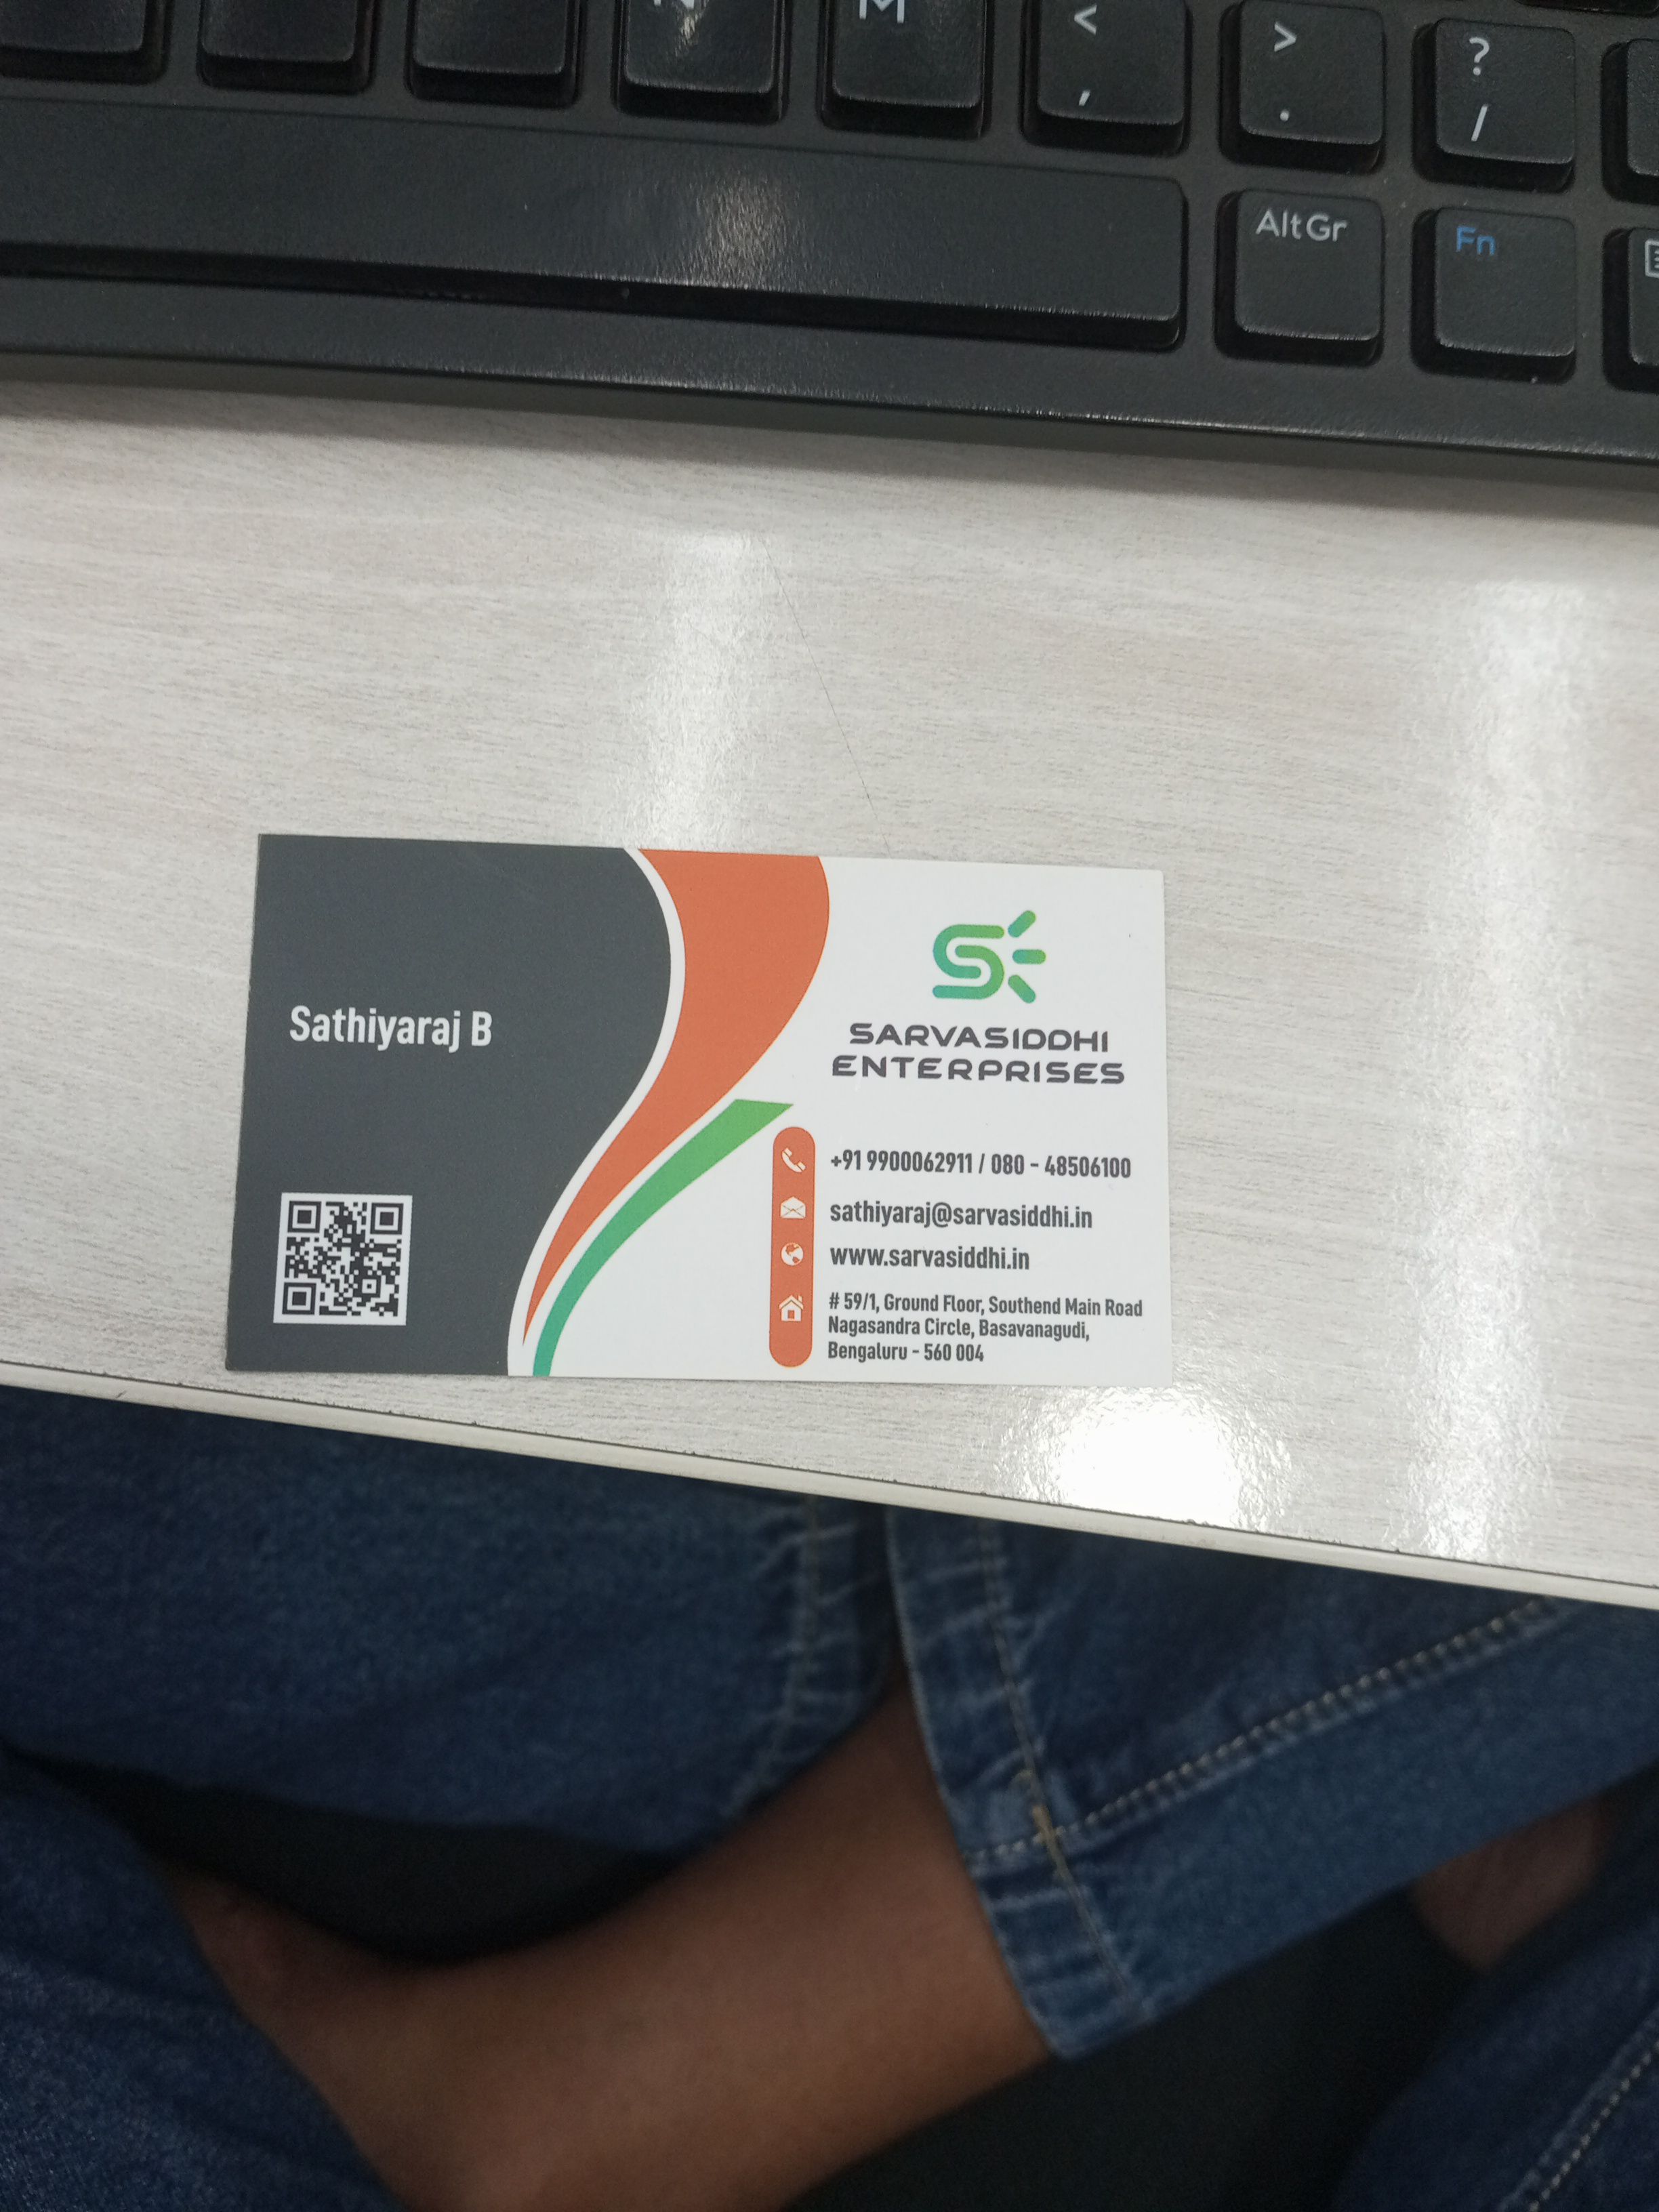 N M < ,
> .
? /
AltGr Fn
Sathiyaraj B
SARVASIDDHI
ENTERPRISES
+91 9900062911 / 080 - 48506100
sathiyaraj@sarvasiddhi.in
www.sarvasiddhi.in
# 59/1, Ground Floor, Southend Main Road
Nagasandra Circle, Basavanagudi,
Bengaluru - 560 004